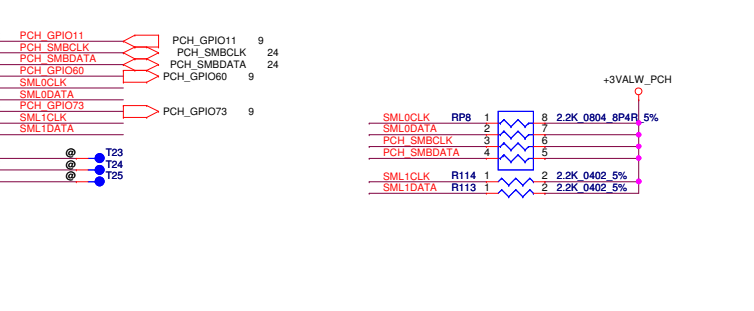 PCH_GPIO11 PCH_GPIO11 9
PCH_SMBCLK PCH_SMBCLK 24
PCH_SMBDATA PCH_SMBDATA 24
PCH_GPIO60 PCH_GPIO60 9
SML0CLK
SML0DATA
PCH_GPIO73 PCH_GPIO73 9
SML1CLK
SML1DATA
@ T23
@ T24
@ T25
+3VALW_PCH
SML0CLK RP8 1 8 2.2K_0804_8P4R_5%
SML0DATA 2 7
PCH_SMBCLK 3 6
PCH_SMBDATA 4 5
SML1CLK R114 1 2 2.2K_0402_5%
SML1DATA R113 1 2 2.2K_0402_5%